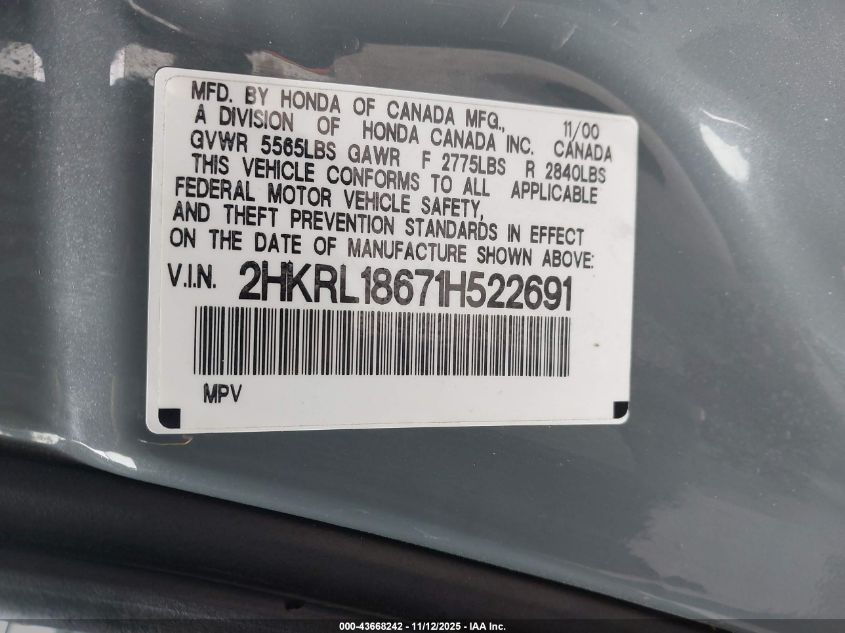 MFD. BY HONDA OF CANADA MFG., 11/00
A DIVISION OF HONDA CANADA,INC. CANADA
GVWR 5565LBS GAWR F 2775LBS R 2840LBS
THIS VEHICLE CONFORMS TO ALL APPLICABLE
FEDERAL MOTOR VEHICLE SAFETY,
AND THEFT PREVENTION STANDARDS IN EFFECT
ON THE DATE OF MANUFACTURE SHOWN ABOVE:
V.I.N. 2HKRL18671H522691
MPV
000-43668242 - 11/12/2025 - IAA Inc.